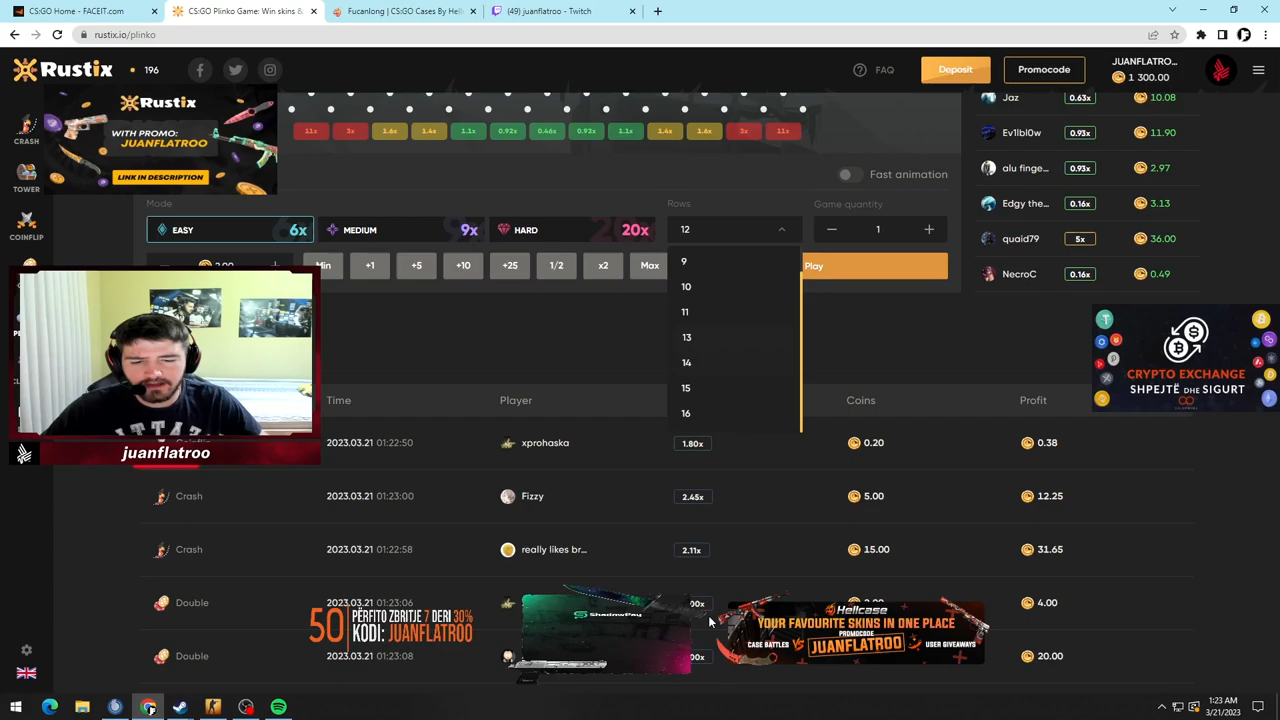 CS:GO Home - FACEIT.com
CS:GO Plinko Game: Win skins &
Fucanlong | CS:GO Cases By Hell
(49) juanflatroo - Twitch
rustix.io/plinko
Rustix
196
FAQ
Deposit
Promocode
JUANFLATRO...
1 300.00
Rustix
WITH PROMO:
JUANFLATROO
LINK IN DESCRIPTION
CRASH
TOWER
COINFLIP
11x
3x
1.6x
1.4x
1.1x
0.92x
0.46x
0.92x
1.1x
1.4x
1.6x
3x
11x
Jaz
0.63x
10.08
Ev1lbl0w
0.93x
11.90
alu finge...
0.93x
2.97
Edgy the...
0.16x
3.13
quaid79
5x
36.00
NecroC
0.16x
0.49
Fast animation
Mode
Rows
Game quantity
EASY
6x
MEDIUM
9x
HARD
20x
12
1
Min
+1
+5
+10
+25
1/2
x2
Max
Play
9
10
11
13
14
15
16
CRYPTO EXCHANGE
SHPEJTË DHE SIGURT
juanflatroo
Time
Player
Coins
Profit
Coinflip
2023.03.21 01:22:50
xprohaska
1.80x
0.20
0.38
Crash
2023.03.21 01:23:00
Fizzy
2.45x
5.00
12.25
Crash
2023.03.21 01:22:58
really likes br...
2.11x
15.00
31.65
Double
2023.03.21 01:23:06
4.00
Double
2023.03.21 01:23:08
20.00
50
PËRFITO ZBRITJE 7 DERI 30%
KODI: JUANFLATROO
ShadowPay
Hellcase
YOUR FAVOURITE SKINS IN ONE PLACE
PROMOCODE
JUANFLATROO
CASE BATTLES
VS
USER GIVEAWAYS
1:23 AM
3/21/2023